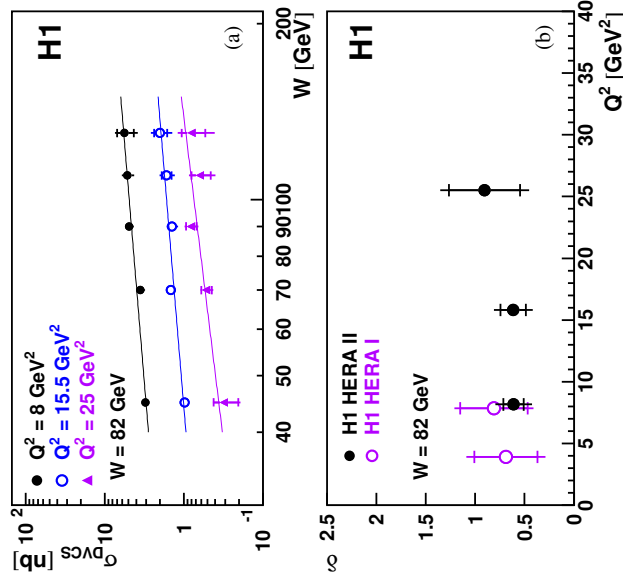 H1
(a)
Q² = 8 GeV²
Q² = 15.5 GeV²
Q² = 25 GeV²
W = 82 GeV
σDVCS [nb]
10²
10
1
10⁻¹
40 50 70 80 90 100 200
W [GeV]
H1
(b)
H1 HERA II
H1 HERA I
W = 82 GeV
δ
2.5
2
1.5
1
0.5
0
0 5 10 15 20 25 30 35 40
Q² [GeV²]